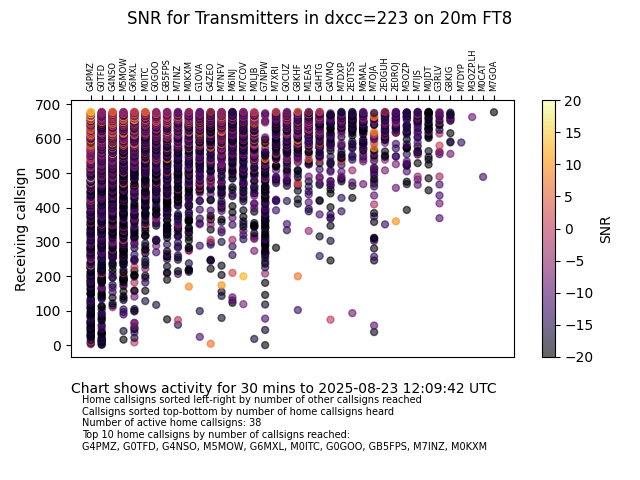 SNR for Transmitters in dxcc=223 on 20m FT8
G4PMZ
G0TFD
G4NSO
M5MOW
G6MXL
M0ITC
G0GOO
GB5FPS
M7INZ
M0KXM
G1OVA
G4ZEO
M7NFV
M6INJ
M7COV
M0LJB
G7NPW
M7XRI
G0CUZ
G8KHF
M1EAS
G4HTG
G4VMQ
M7DXP
2E0TSS
M6MAL
M7OJA
2E0GUH
2E0ROJ
M3OZP
M7IJS
M0JDT
G3RLV
G8KIG
M7DYP
M3OZP.LH
M0CAT
M7GOA
Receiving callsign
700
600
500
400
300
200
100
0
20
15
10
5
0
−5
−10
−15
−20
SNR
Chart shows activity for 30 mins to 2025-08-23 12:09:42 UTC
Home callsigns sorted left-right by number of other callsigns reached
Callsigns sorted top-bottom by number of home callsigns heard
Number of active home callsigns: 38
Top 10 home callsigns by number of callsigns reached:
G4PMZ, G0TFD, G4NSO, M5MOW, G6MXL, M0ITC, G0GOO, GB5FPS, M7INZ, M0KXM